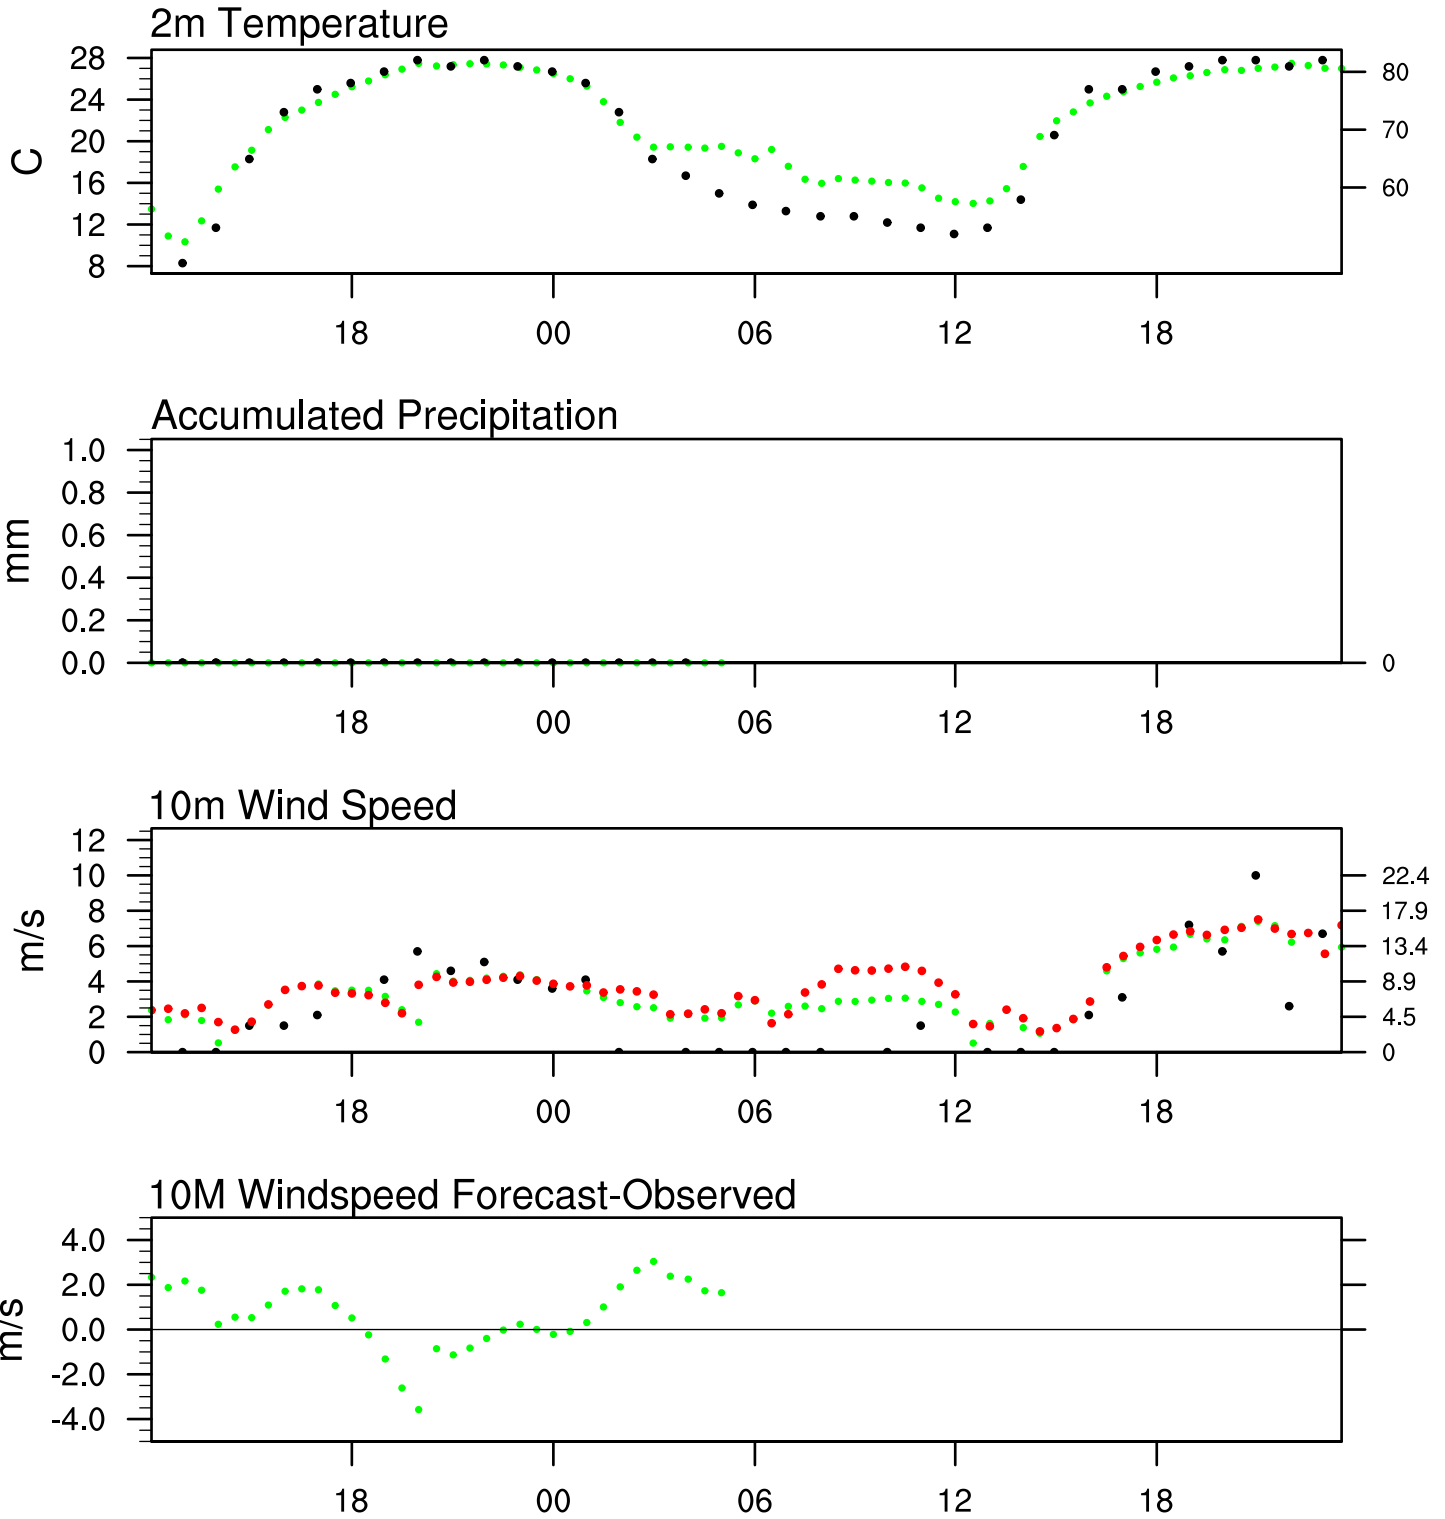 2m Temperature
28
24
20
16
12
8
C
80
70
60
18 00 06 12 18
Accumulated Precipitation
1.0
0.8
0.6
0.4
0.2
0.0
mm
0
18 00 06 12 18
10m Wind Speed
12
10
8
6
4
2
0
m/s
22.4
17.9
13.4
8.9
4.5
0
18 00 06 12 18
10M Windspeed Forecast-Observed
4.0
2.0
0.0
-2.0
-4.0
m/s
18 00 06 12 18